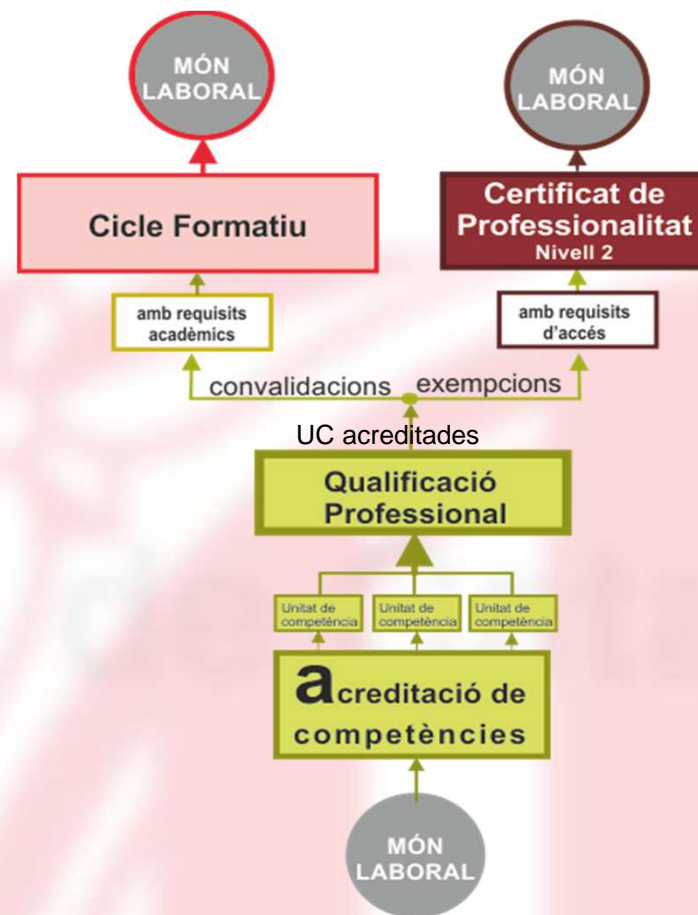 MÓN
LABORAL
MÓN
LABORAL
Cicle Formatiu
Certificat de
Professionalitat
Nivell 2
amb requisits
acadèmics
amb requisits
d'accés
convalidacions
exempcions
UC acreditades
Qualificació
Professional
Unitat de
competència
Unitat de
competència
Unitat de
competència
acreditació de
competències
MÓN
LABORAL